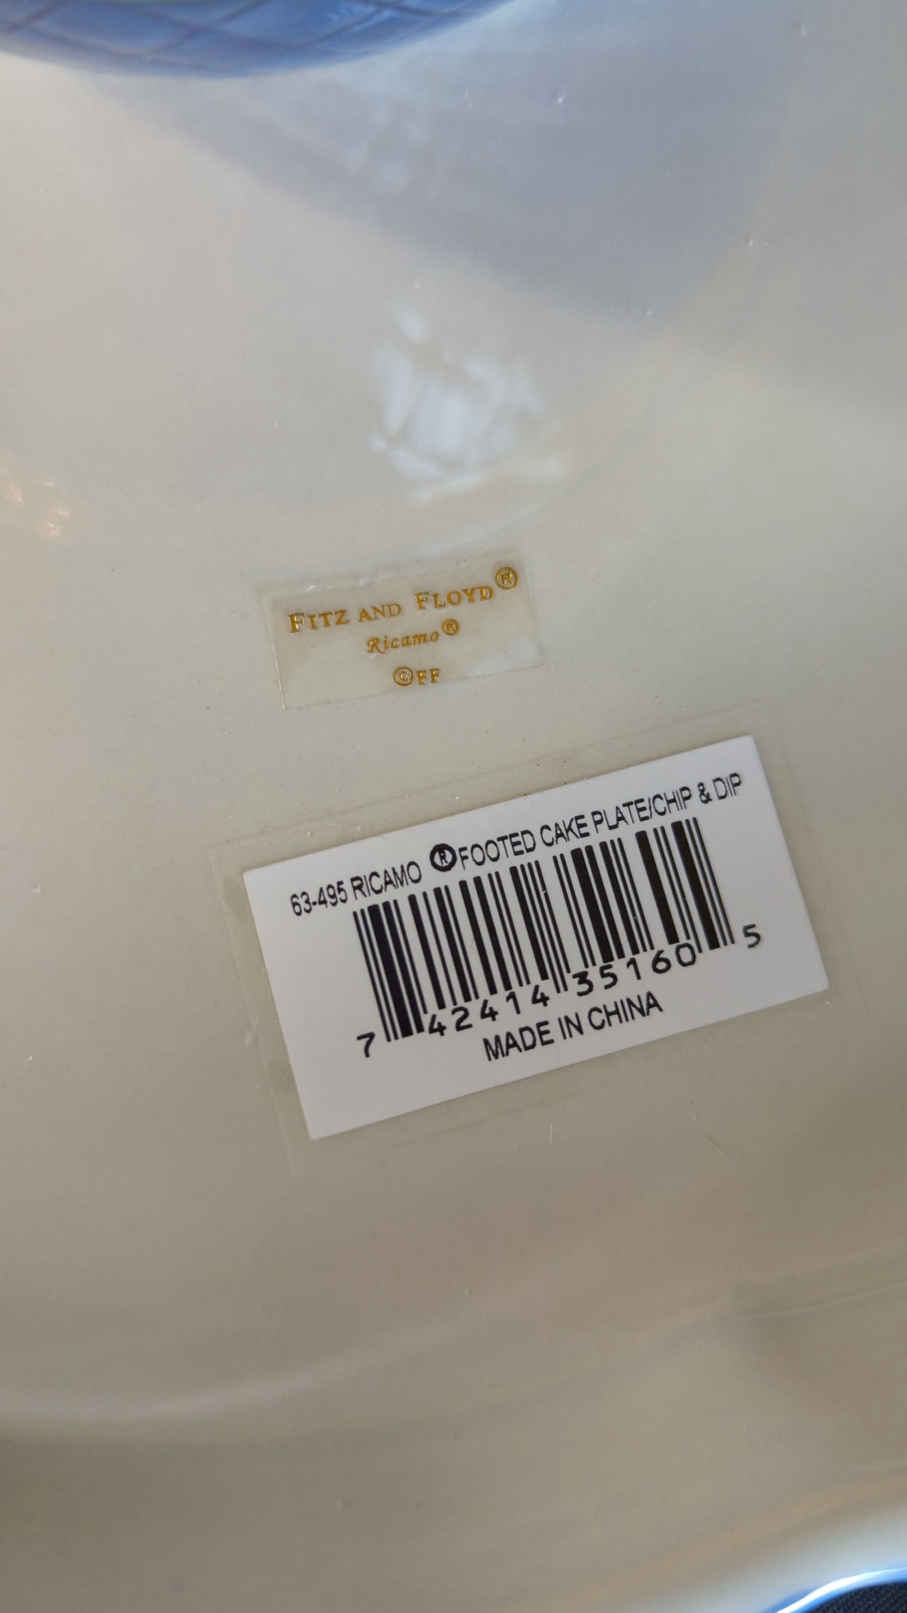 FITZ AND FLOYD®
Ricamo®
©FF
63-495 RICAMO ®FOOTED CAKE PLATE/CHIP & DIP
7 42414 35160 5
MADE IN CHINA